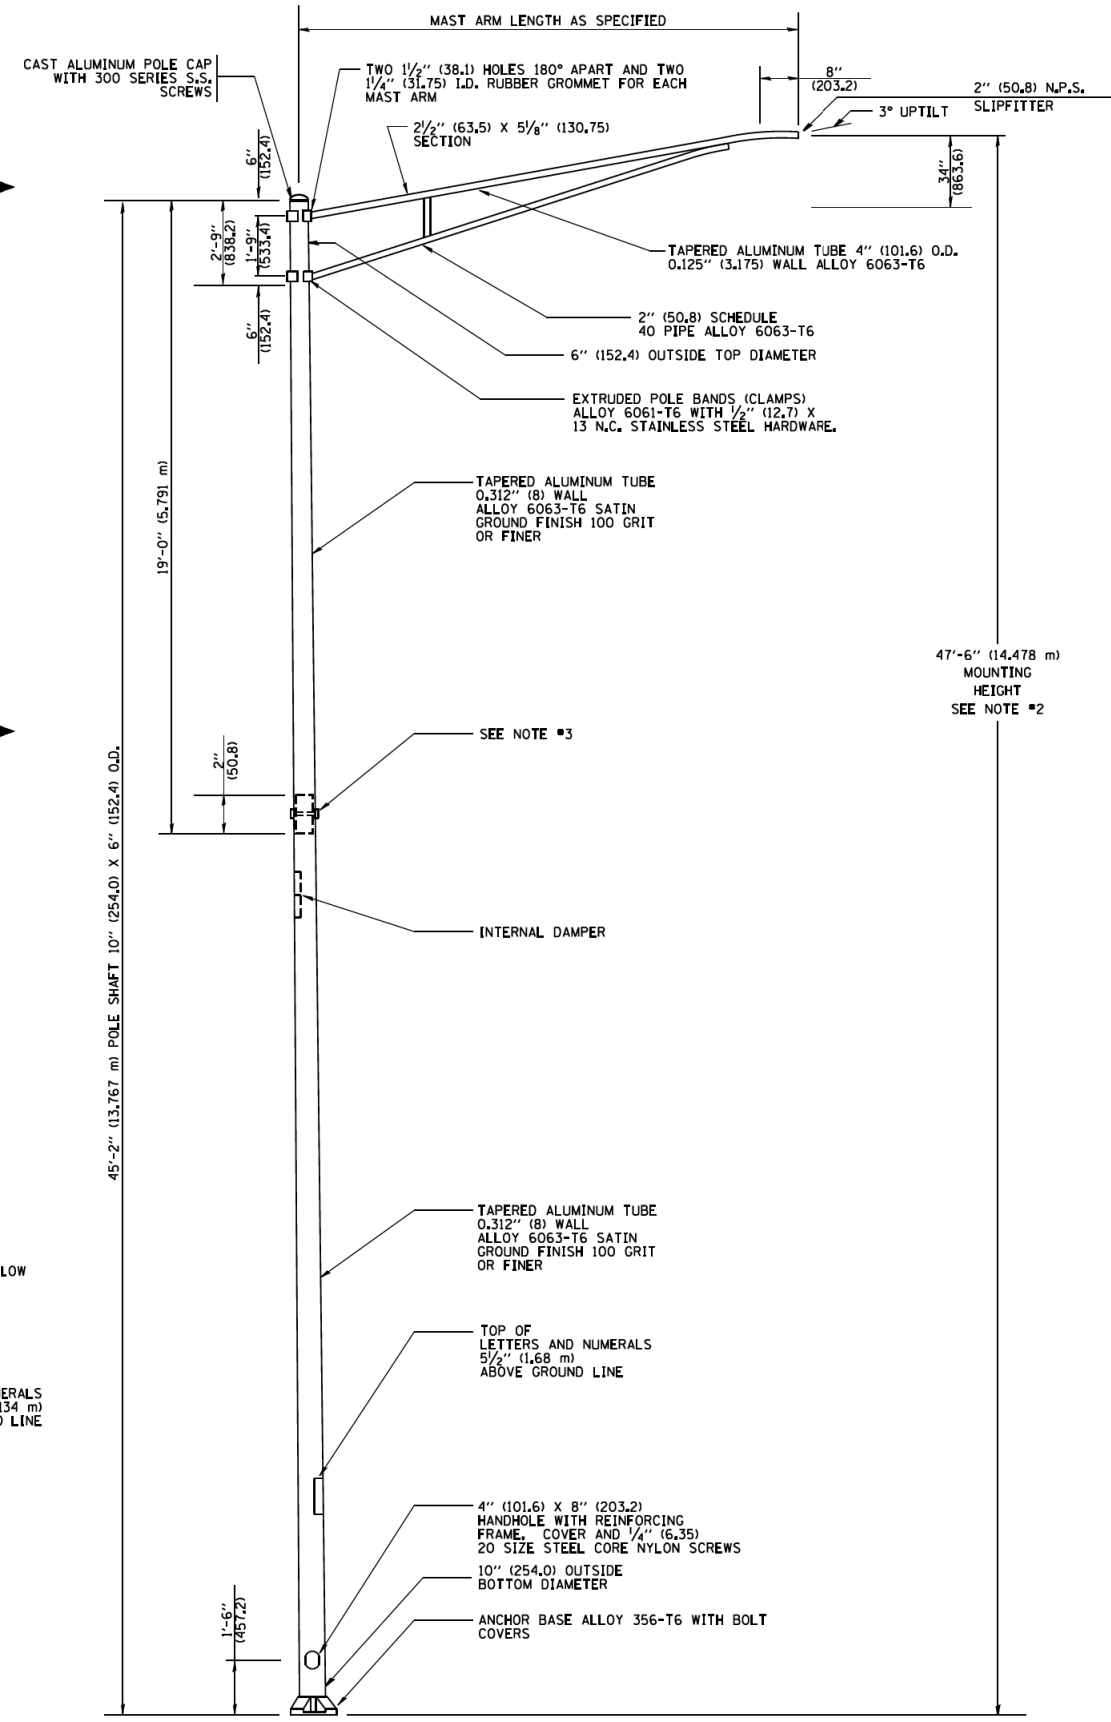 MAST ARM LENGTH AS SPECIFIED
CAST ALUMINUM POLE CAP
WITH 300 SERIES S.S.
SCREWS
TWO 1 1/2" (38.1) HOLES 180° APART AND TWO
1 1/4" (31.75) I.D. RUBBER GROMMET FOR EACH
MAST ARM
8"
(203.2)
2" (50.8) N.P.S.
SLIPFITTER
3° UPTILT
2 1/2" (63.5) X 5 1/8" (130.75)
SECTION
6"
(152.4)
34"
(863.6)
2'-9"
(838.2)
1'-9"
(533.4)
TAPERED ALUMINUM TUBE 4" (101.6) O.D.
0.125" (3.175) WALL ALLOY 6063-T6
6"
(152.4)
2" (50.8) SCHEDULE
40 PIPE ALLOY 6063-T6
6" (152.4) OUTSIDE TOP DIAMETER
EXTRUDED POLE BANDS (CLAMPS)
ALLOY 6061-T6 WITH 1/2" (12.7) X
13 N.C. STAINLESS STEEL HARDWARE.
19'-0" (5.791 m)
TAPERED ALUMINUM TUBE
0.312" (8) WALL
ALLOY 6063-T6 SATIN
GROUND FINISH 100 GRIT
OR FINER
47'-6" (14.478 m)
MOUNTING
HEIGHT
SEE NOTE #2
SEE NOTE #3
2"
(50.8)
45'-2" (13.767 m) POLE SHAFT 10" (254.0) X 6" (152.4) O.D.
INTERNAL DAMPER
TAPERED ALUMINUM TUBE
0.312" (8) WALL
ALLOY 6063-T6 SATIN
GROUND FINISH 100 GRIT
OR FINER
LOW
TOP OF
LETTERS AND NUMERALS
5 1/2" (1.68 m)
ABOVE GROUND LINE
ERALS
134 m)
LINE
4" (101.6) X 8" (203.2)
HANDHOLE WITH REINFORCING
FRAME, COVER AND 1/4" (6.35)
20 SIZE STEEL CORE NYLON SCREWS
10" (254.0) OUTSIDE
BOTTOM DIAMETER
1'-6"
(457.2)
ANCHOR BASE ALLOY 356-T6 WITH BOLT
COVERS